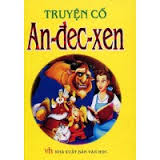 TRUYỆN CỔ
An-đec-xen
NHÀ XUẤT BẢN VĂN HỌC